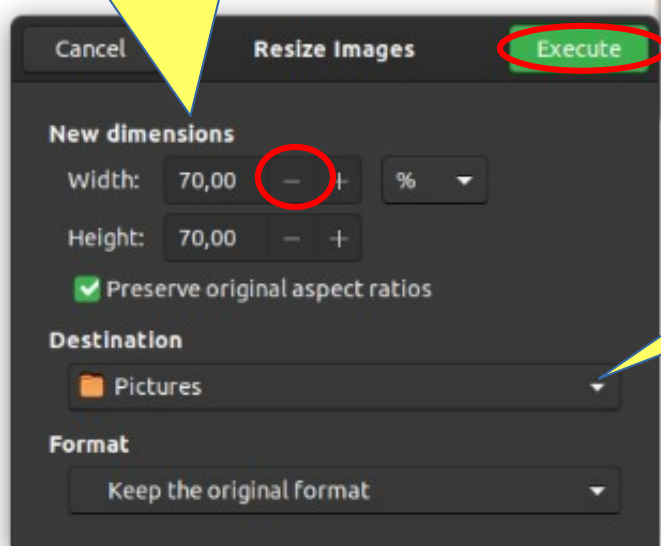 Cancel Resize Images Execute
New dimensions
Width: 70,00 − + %
Height: 70,00 − +
Preserve original aspect ratios
Destination
Pictures
Format
Keep the original format